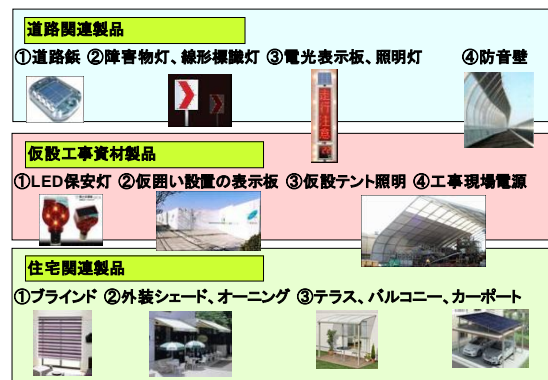 道路関連製品
①道路鋲 ②障害物灯、線形標識灯 ③電光表示板、照明灯 ④防音壁
走行注意
仮設工事資材製品
①LED保安灯 ②仮囲い設置の表示板 ③仮設テント照明 ④工事現場電源
住宅関連製品
①ブラインド ②外装シェード、オーニング ③テラス、バルコニー、カーポート